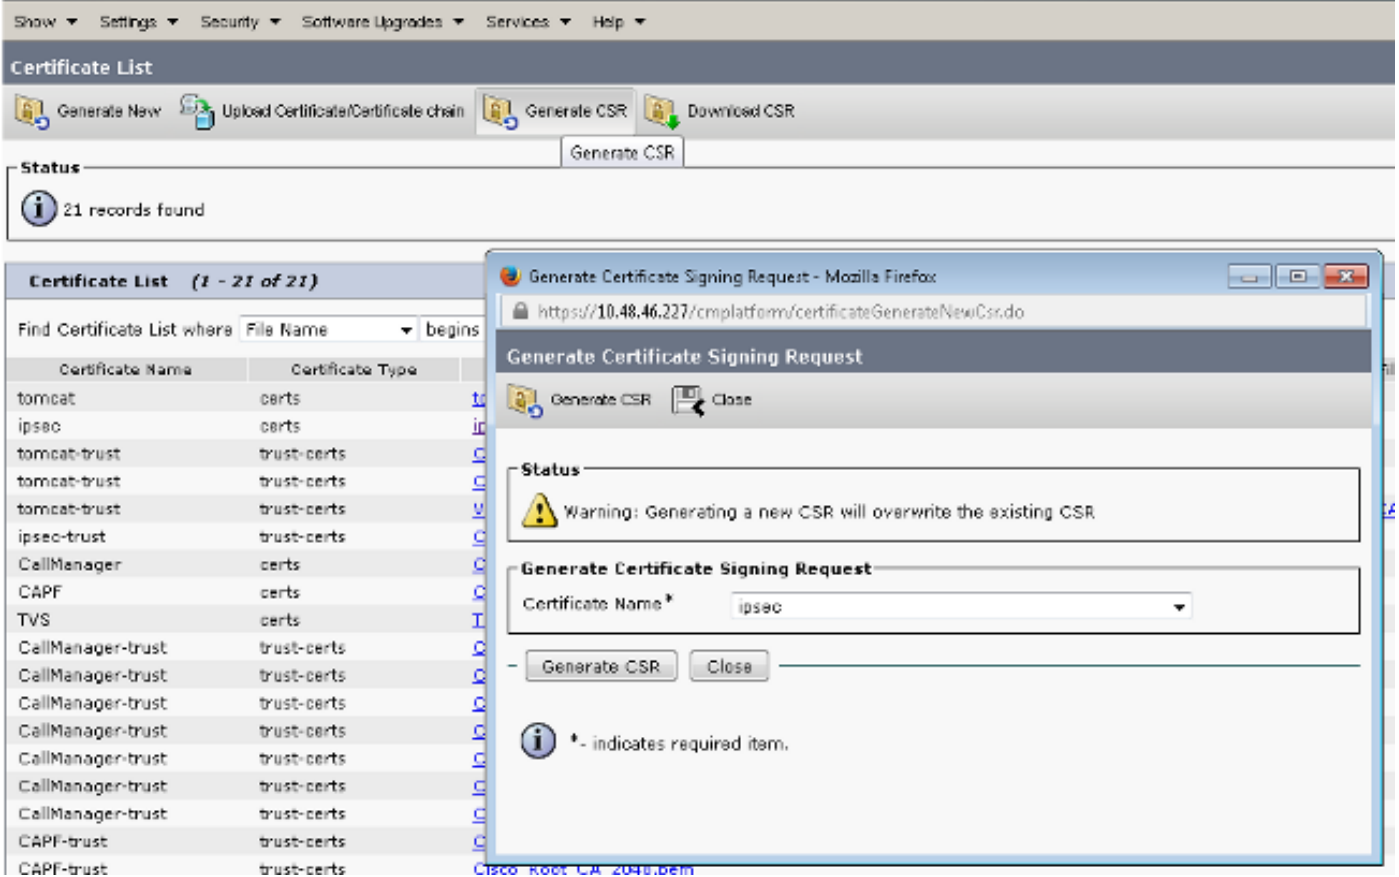 Show Settings Security Software Upgrades Services Help
Certificate List
Generate New Upload Certificate/Certificate chain Generate CSR Download CSR
Generate CSR
Status
21 records found
Certificate List (1 - 21 of 21)
Find Certificate List where File Name begins
Certificate Name Certificate Type
tomcat certs
ipsec certs
tomcat-trust trust-certs
tomcat-trust trust-certs
tomcat-trust trust-certs
ipsec-trust trust-certs
CallManager certs
CAPF certs
TVS certs
CallManager-trust trust-certs
CallManager-trust trust-certs
CallManager-trust trust-certs
CallManager-trust trust-certs
CallManager-trust trust-certs
CallManager-trust trust-certs
CallManager-trust trust-certs
CAPF-trust trust-certs
CAPF-trust trust-certs Cisco_Root_CA_2048.pem
Generate Certificate Signing Request - Mozilla Firefox
https://10.48.46.227/cmplatform/certificateGenerateNewCsr.do
Generate Certificate Signing Request
Generate CSR Close
Status
Warning: Generating a new CSR will overwrite the existing CSR
Generate Certificate Signing Request
Certificate Name* ipsec
Generate CSR Close
*- indicates required item.